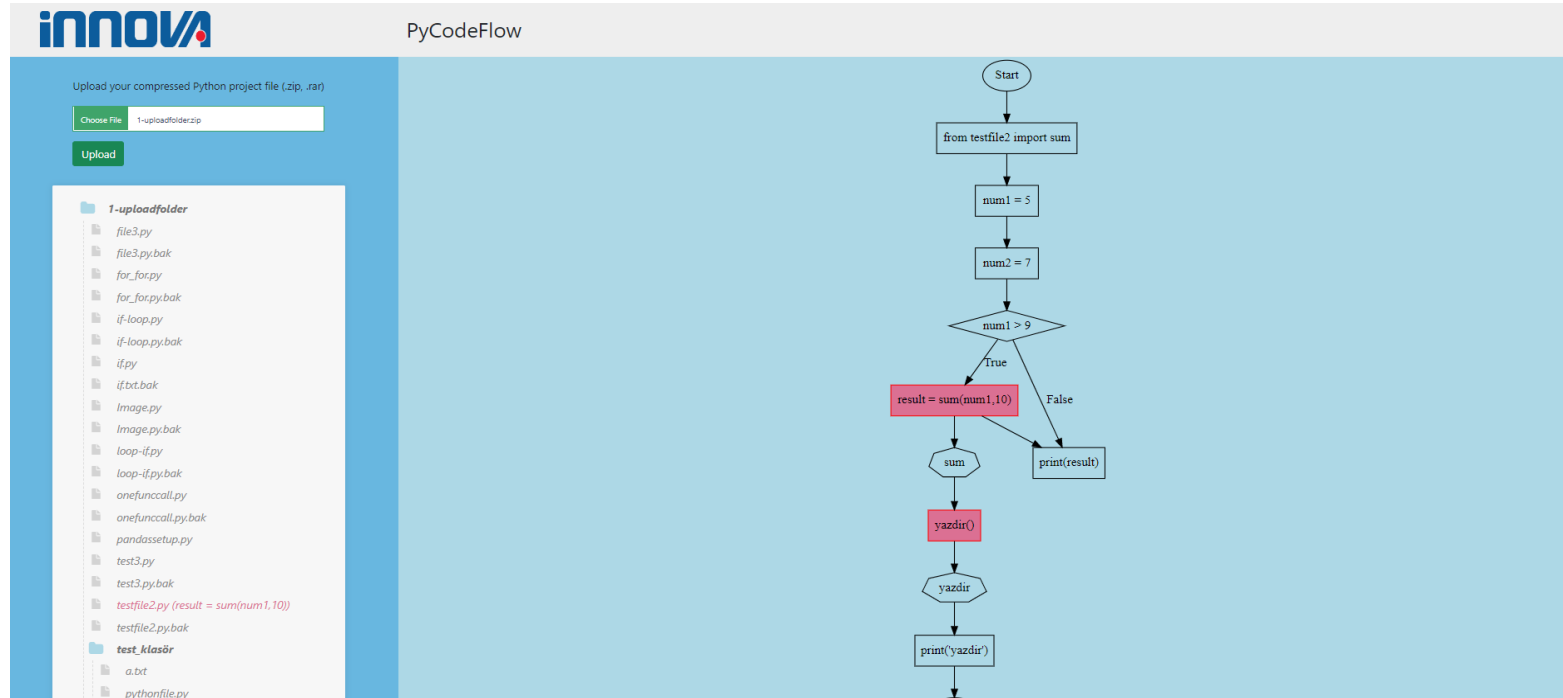 iNNOVA
PyCodeFlow
Upload your compressed Python project file (.zip, .rar)
Choose File 1-uploadfolder.zip
Upload
1-uploadfolder
file3.py
file3.py.bak
for_for.py
for_for.py.bak
if-loop.py
if-loop.py.bak
if.py
if.txt.bak
Image.py
Image.py.bak
loop-if.py
loop-if.py.bak
onefunccall.py
onefunccall.py.bak
pandassetup.py
test3.py
test3.py.bak
testfile2.py (result = sum(num1,10))
testfile2.py.bak
test_klasör
a.txt
pythonfile.py
Start
from testfile2 import sum
num1 = 5
num2 = 7
num1 > 9
True
result = sum(num1,10)
False
sum
print(result)
yazdir()
yazdir
print('yazdir')